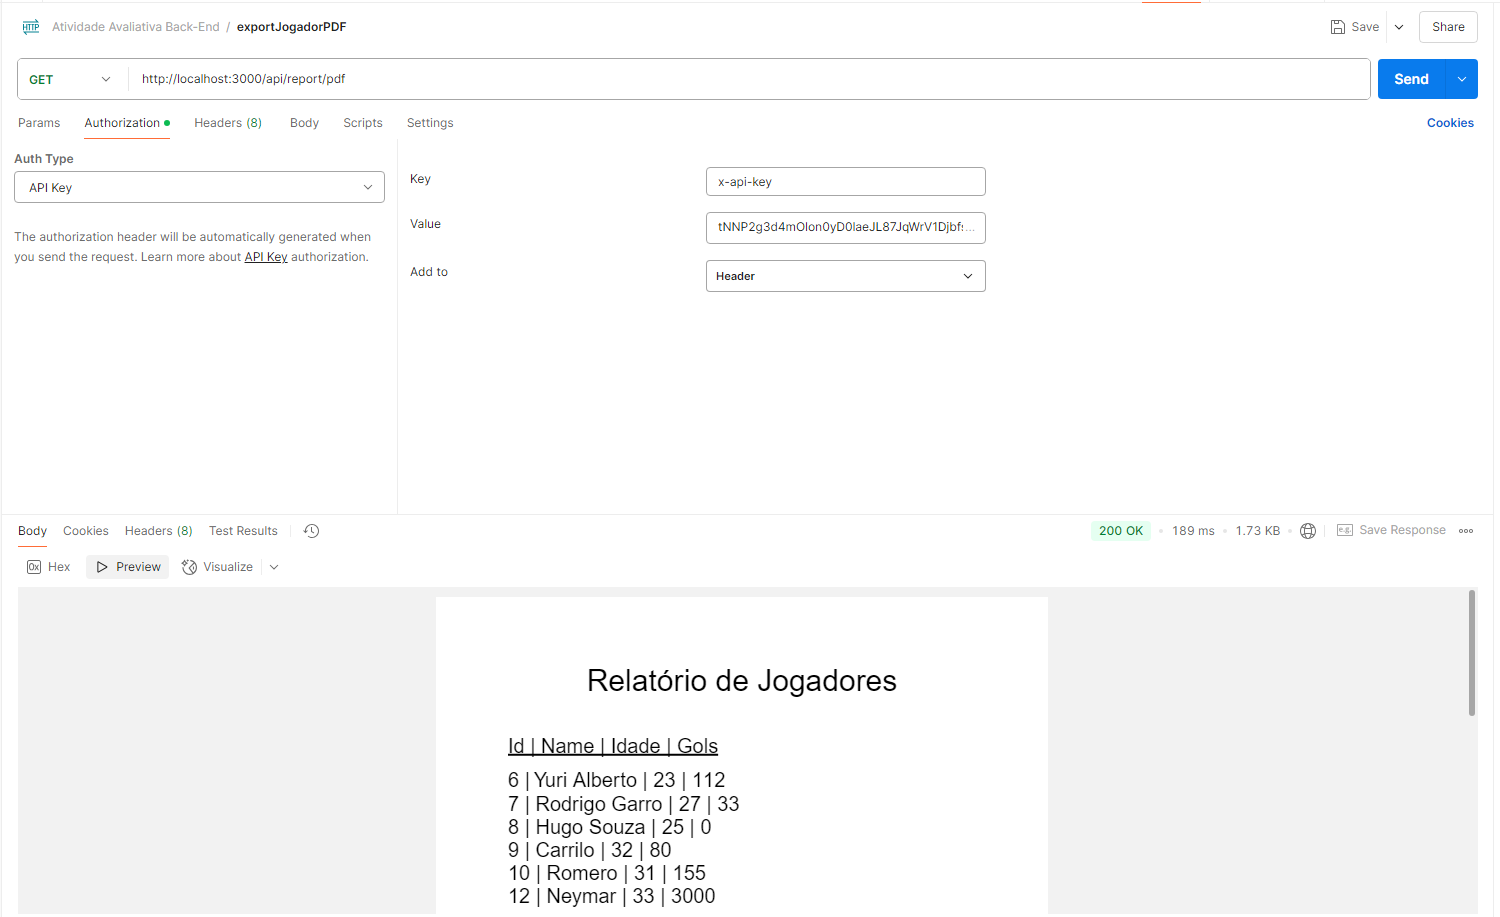 HTTP Atividade Avaliativa Back-End / exportJogadorPDF Save Share
GET http://localhost:3000/api/report/pdf Send
Params Authorization Headers (8) Body Scripts Settings Cookies
Auth Type
API Key
The authorization header will be automatically generated when
you send the request. Learn more about API Key authorization.
Key x-api-key
Value
Add to Header
Body Cookies Headers (8) Test Results 200 OK 189 ms 1.73 KB e.g. Save Response
0x Hex Preview Visualize
Relatório de Jogadores
Id | Name | Idade | Gols
6 | Yuri Alberto | 23 | 112
7 | Rodrigo Garro | 27 | 33
8 | Hugo Souza | 25 | 0
9 | Carrilo | 32 | 80
10 | Romero | 31 | 155
12 | Neymar | 33 | 3000